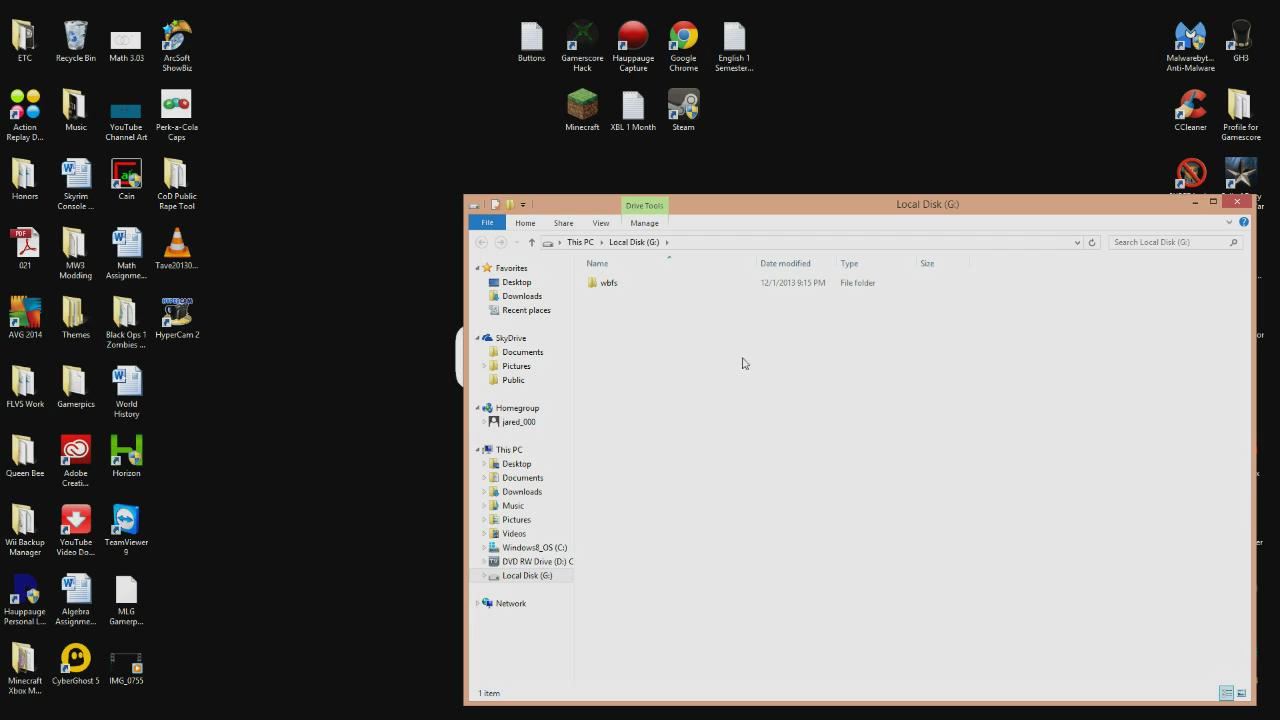 ETC
Recycle Bin
Math 3.03
ArcSoft
ShowBiz
Buttons
Gamerscore
Hack
Hauppauge
Capture
Google
Chrome
English 1
Semester...
Malwarebyt...
Anti-Malware
GH3
Action
Replay D...
Music
YouTube
Channel Art
Perk-a-Cola
Caps
Minecraft
XBL 1 Month
Steam
CCleaner
Profile for
Gamescore
Honors
Skyrim
Console ...
Cain
CoD Public
Rape Tool
021
MW3
Modding
Math
Assignme...
Tave20130...
AVG 2014
Themes
Black Ops 1
Zombies ...
HyperCam 2
FLVS Work
Gamerpics
World
History
Queen Bee
Adobe
Creati...
Horizon
Wii Backup
Manager
YouTube
Video Do...
TeamViewer
9
Hauppauge
Personal L...
Algebra
Assignme...
MLG
Gamerp...
Minecraft
Xbox M...
CyberGhost 5
IMG_0755
Drive Tools
Local Disk (G:)
File
Home
Share
View
Manage
This PC
Local Disk (G:)
Search Local Disk (G:)
Name
Date modified
Type
Size
wbfs
12/1/2013 9:15 PM
File folder
Favorites
Desktop
Downloads
Recent places
SkyDrive
Documents
Pictures
Public
Homegroup
jared_000
This PC
Desktop
Documents
Downloads
Music
Pictures
Videos
Windows8_OS (C:)
DVD RW Drive (D:) C
Local Disk (G:)
Network
1 item